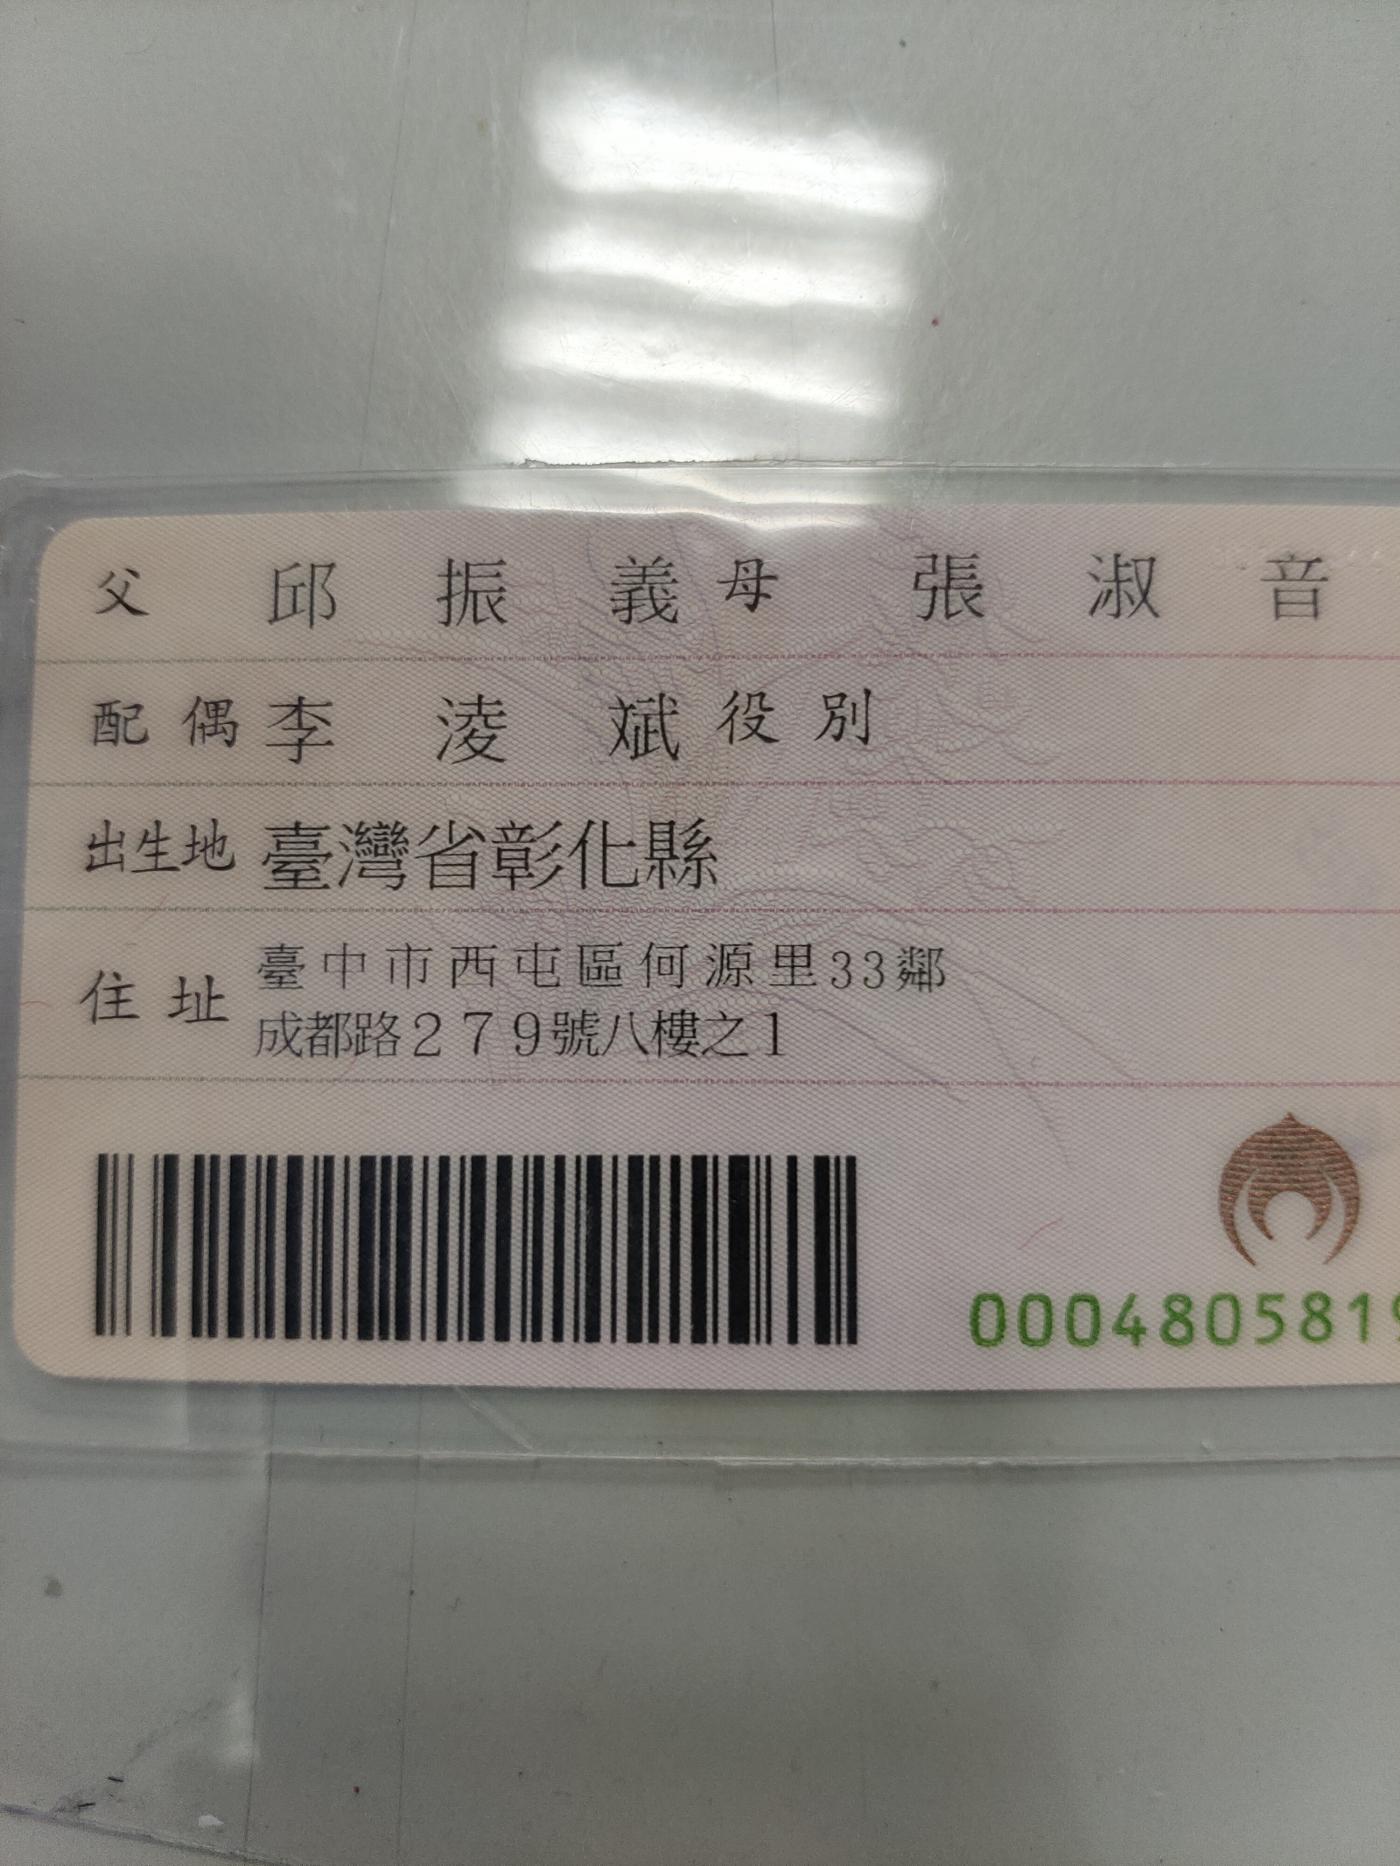 父 邱振義 母 張淑音
配偶 李淩斌 役別
出生地 臺灣省彰化縣
住址 臺中市西屯區何源里33鄰
成都路279號八樓之1
000480581